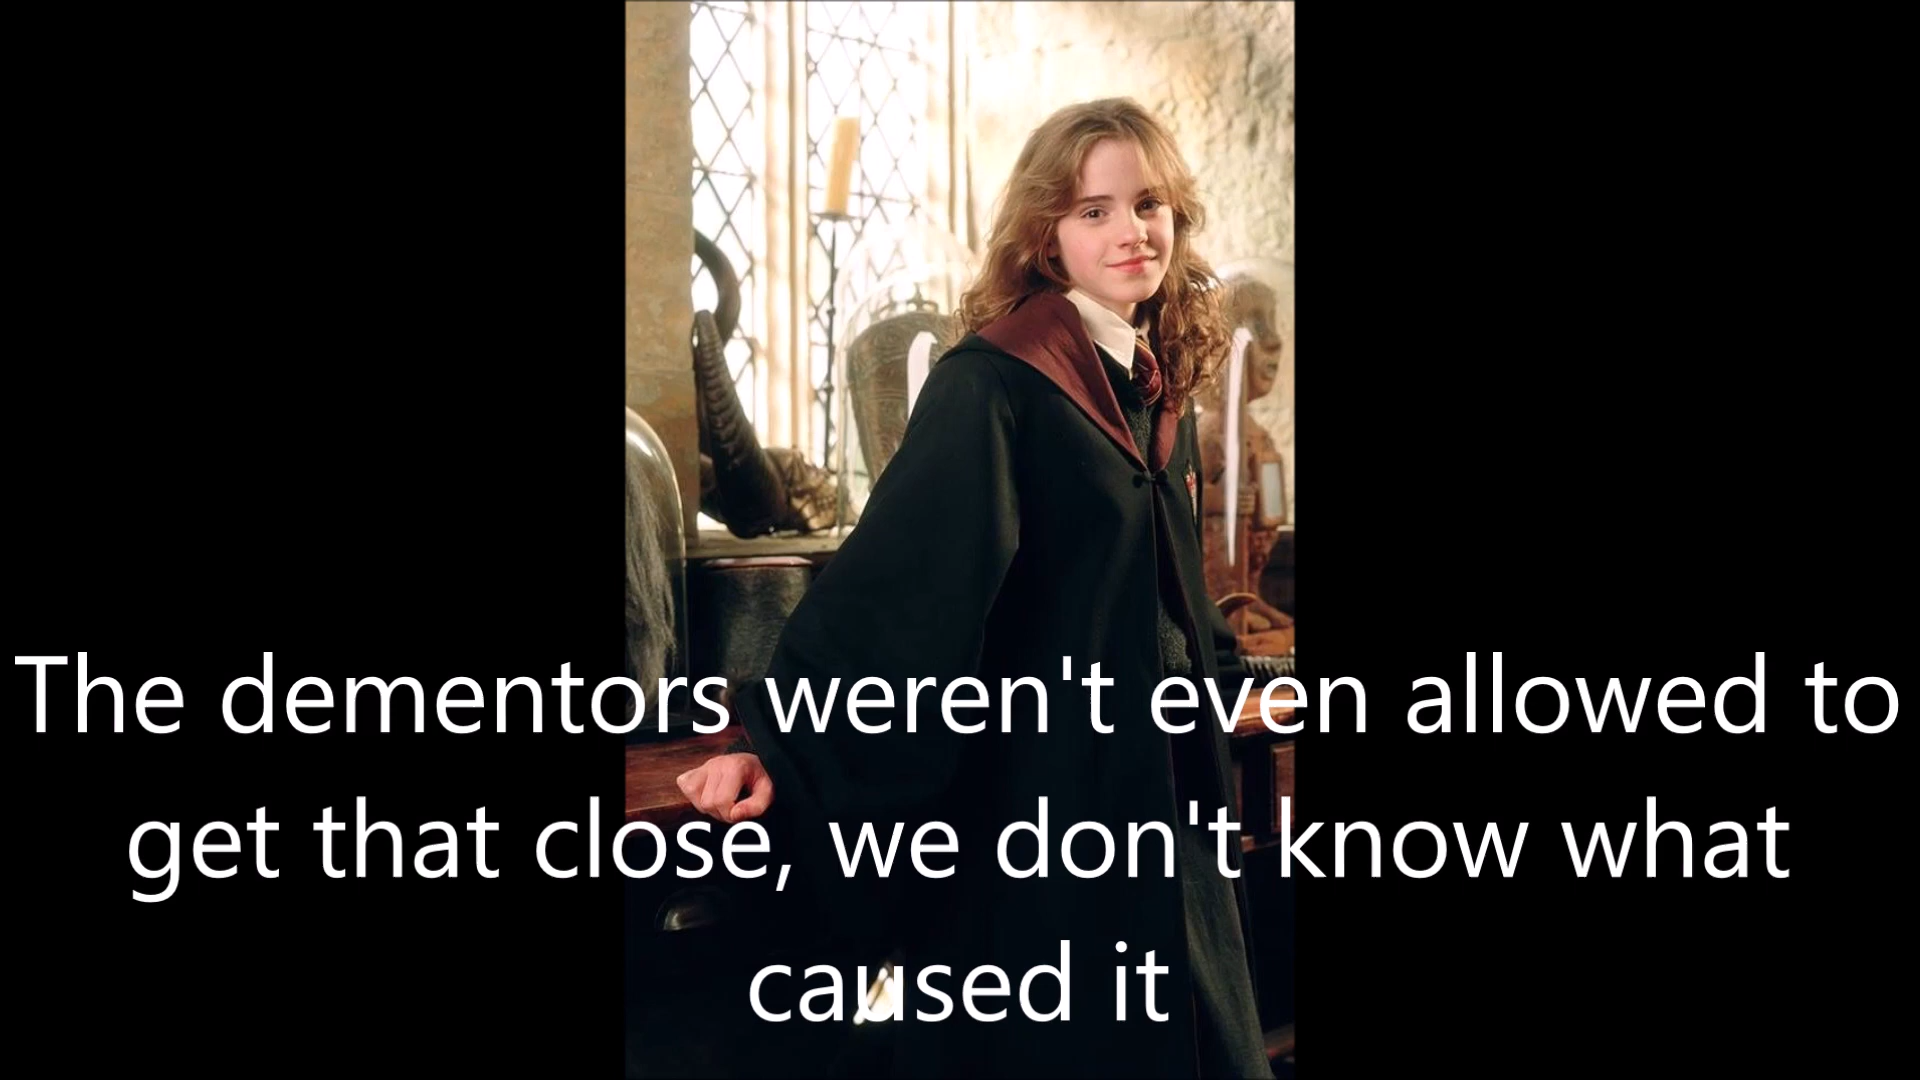 The dementors weren't even allowed to
get that close, we don't know what
caused it